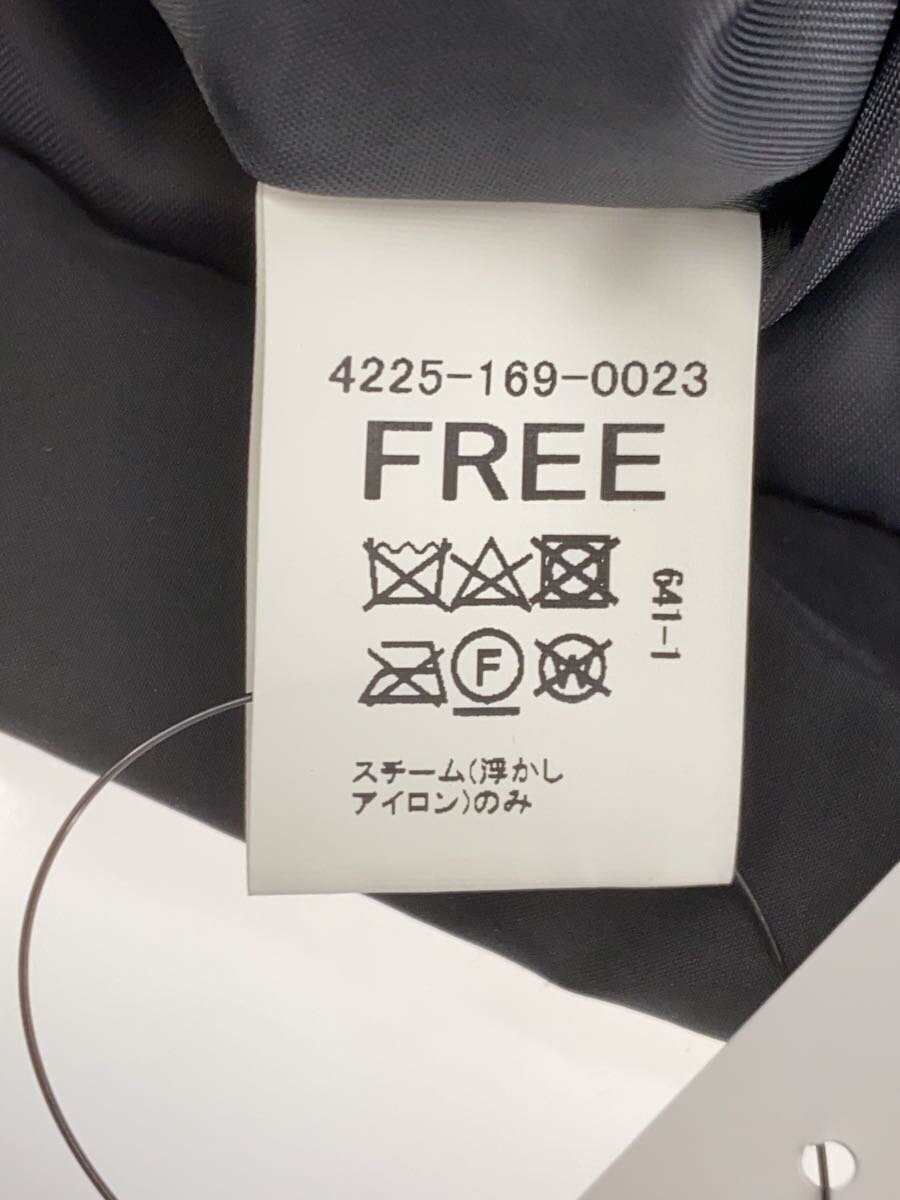 4225-169-0023
FREE
641-1
F
W
スチーム(浮かし
アイロン)のみ